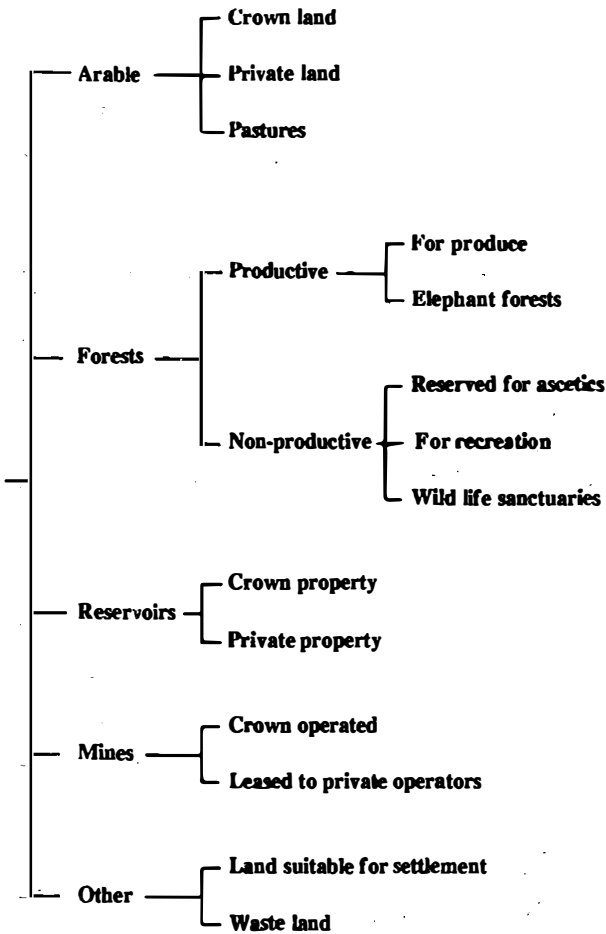 Crown land
Arable
Private land
Pastures
For produce
Productive
Elephant forests
Forests
Reserved for ascetics
Non-productive
For recreation
Wild life sanctuaries
Crown property
Reservoirs
Private property
Crown operated
Mines
Leased to private operators
Land suitable for settlement
Other
Waste land